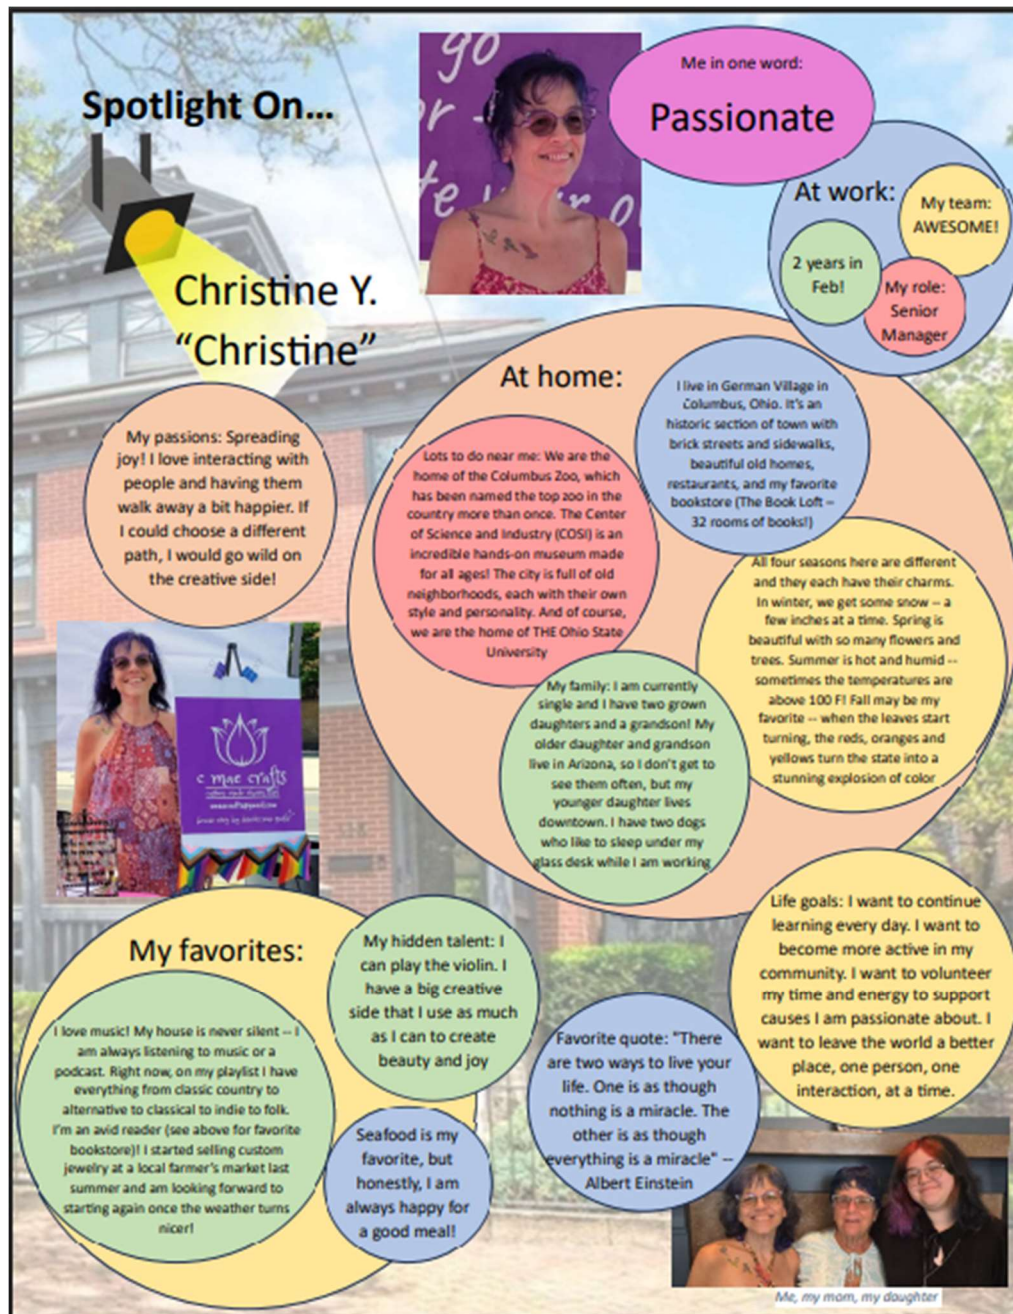 Spotlight On...
go
or
te your o
Me in one word:
Passionate
At work:
My team:
AWESOME!
2 years in
Feb!
My role:
Senior
Manager
Christine Y.
“Christine”
At home:
I live in German Village in
Columbus, Ohio. It's an
historic section of town with
brick streets and sidewalks,
beautiful old homes,
restaurants, and my favorite
bookstore (The Book Loft --
32 rooms of books!)
My passions: Spreading
joy! I love interacting with
people and having them
walk away a bit happier. If
I could choose a different
path, I would go wild on
the creative side!
Lots to do near me: We are the
home of the Columbus Zoo, which
has been named the top zoo in the
country more than once. The Center
of Science and Industry (COSI) is an
incredible hands-on museum made
for all ages! The city is full of old
neighborhoods, each with their own
style and personality. And of course,
we are the home of THE Ohio State
University
All four seasons here are different
and they each have their charms.
In winter, we get some snow -- a
few inches at a time. Spring is
beautiful with so many flowers and
trees. Summer is hot and humid --
sometimes the temperatures are
above 100 F! Fall may be my
favorite -- when the leaves start
turning, the reds, oranges and
yellows turn the state into a
stunning explosion of color
My family: I am currently
single and I have two grown
daughters and a grandson! My
older daughter and grandson
live in Arizona, so I don't get to
see them often, but my
younger daughter lives
downtown. I have two dogs
who like to sleep under my
glass desk while I am working
c mae crafts
Life goals: I want to continue
learning every day. I want to
become more active in my
community. I want to volunteer
my time and energy to support
causes I am passionate about. I
want to leave the world a better
place, one person, one
interaction, at a time.
My favorites:
My hidden talent: I
can play the violin. I
have a big creative
side that I use as much
as I can to create
beauty and joy
I love music! My house is never silent -- I
am always listening to music or a
podcast. Right now, on my playlist I have
everything from classic country to
alternative to classical to indie to folk.
I'm an avid reader (see above for favorite
bookstore)! I started selling custom
jewelry at a local farmer's market last
summer and am looking forward to
starting again once the weather turns
nicer!
Seafood is my
favorite, but
honestly, I am
always happy for
a good meal!
Favorite quote: "There
are two ways to live your
life. One is as though
nothing is a miracle. The
other is as though
everything is a miracle" --
Albert Einstein
Me, my mom, my daughter